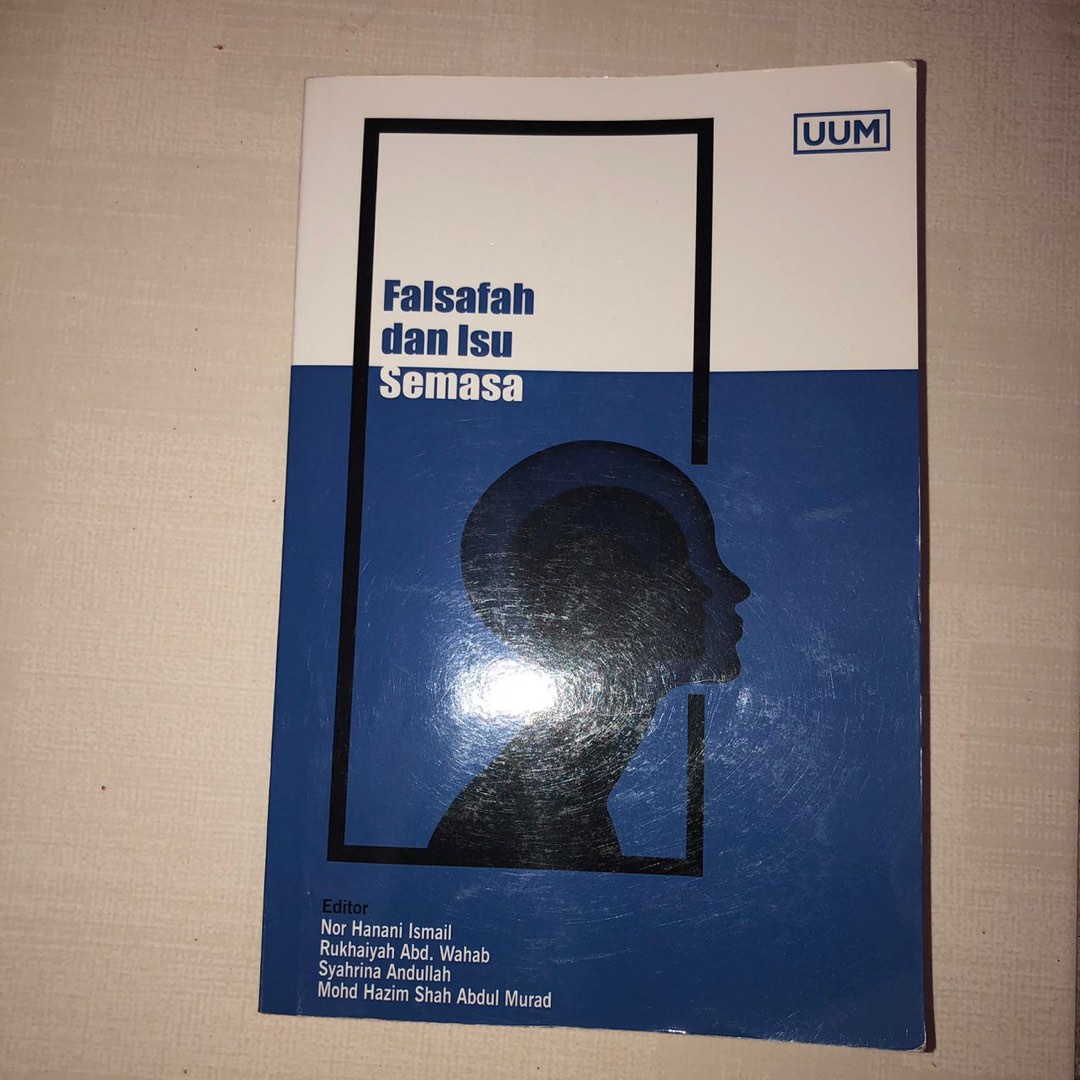 UUM
Falsafah
dan Isu
Semasa
Editor
Nor Hanani Ismail
Rukhaiyah Abd. Wahab
Syahrina Andullah
Mohd Hazim Shah Abdul Murad